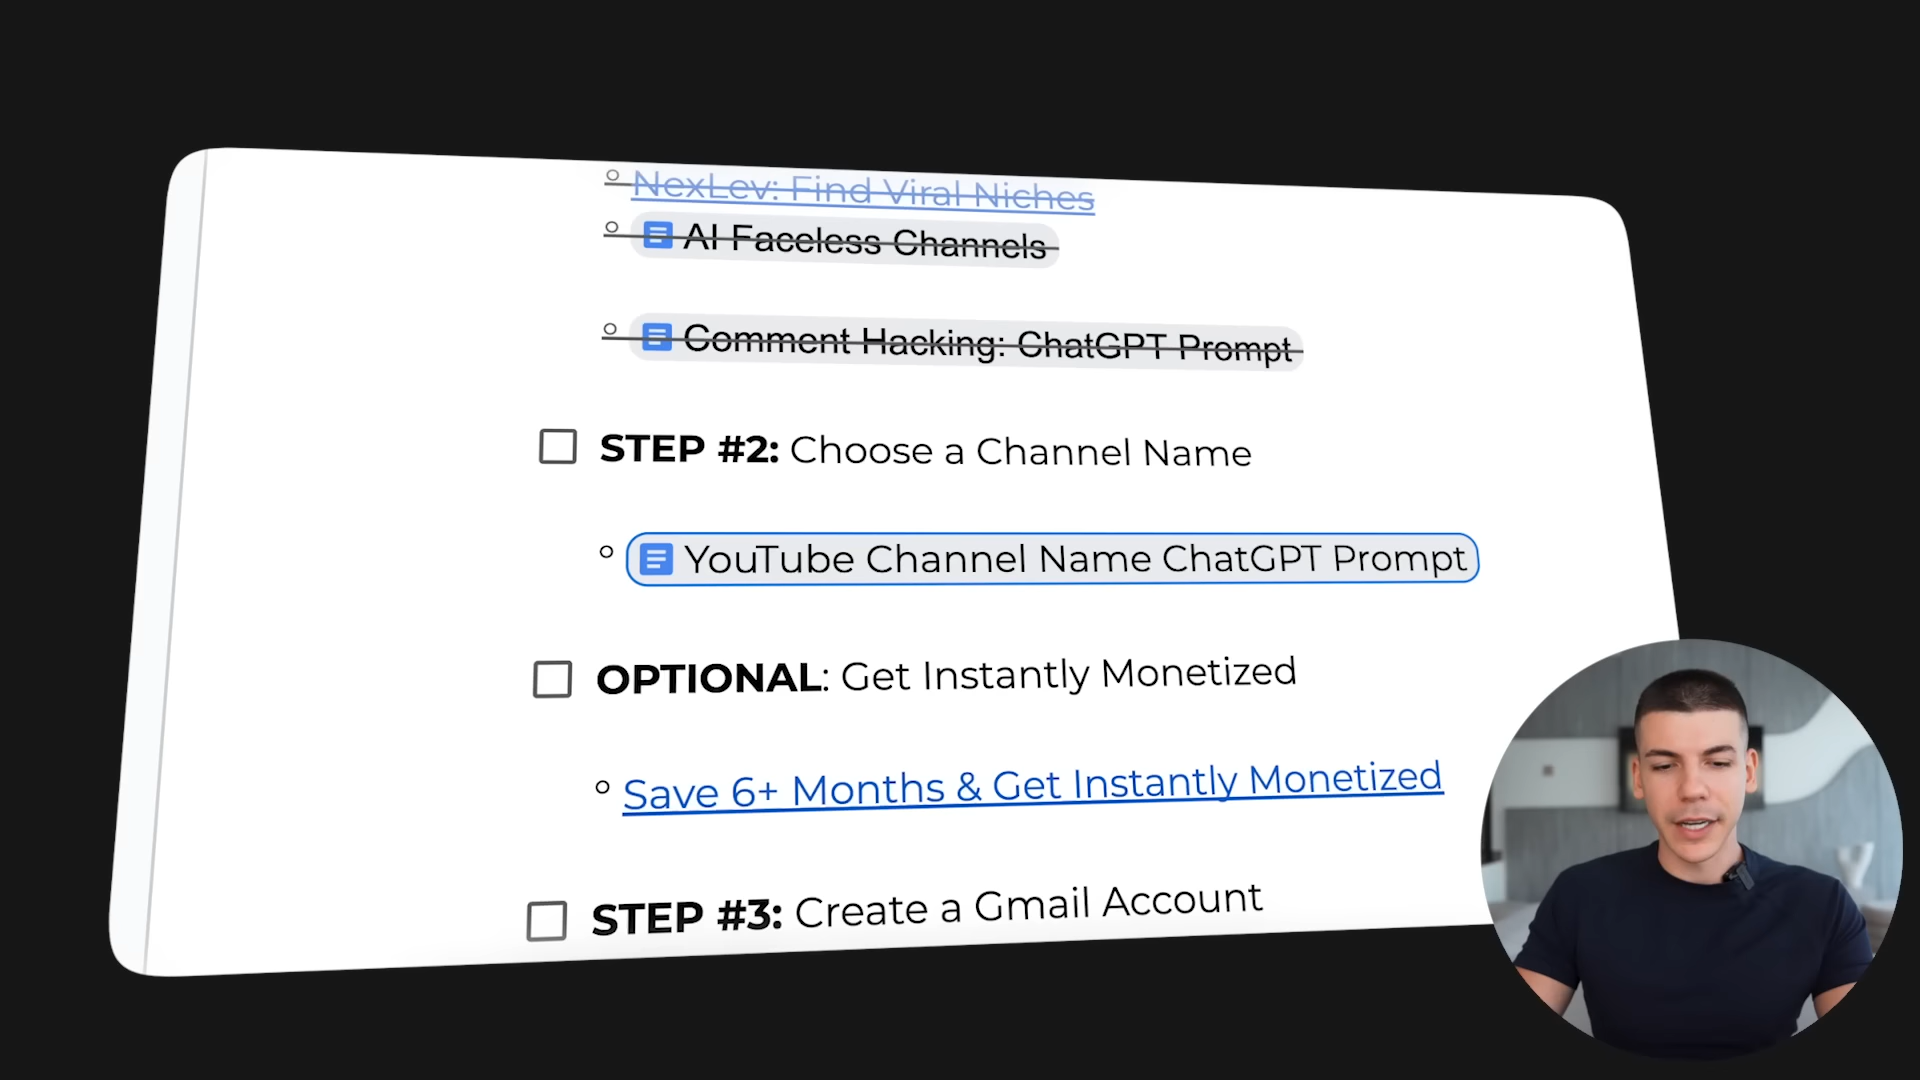 NexLev: Find Viral Niches
AI Faceless Channels
Comment Hacking: ChatGPT Prompt
STEP #2: Choose a Channel Name
YouTube Channel Name ChatGPT Prompt
OPTIONAL: Get Instantly Monetized
Save 6+ Months & Get Instantly Monetized
STEP #3: Create a Gmail Account